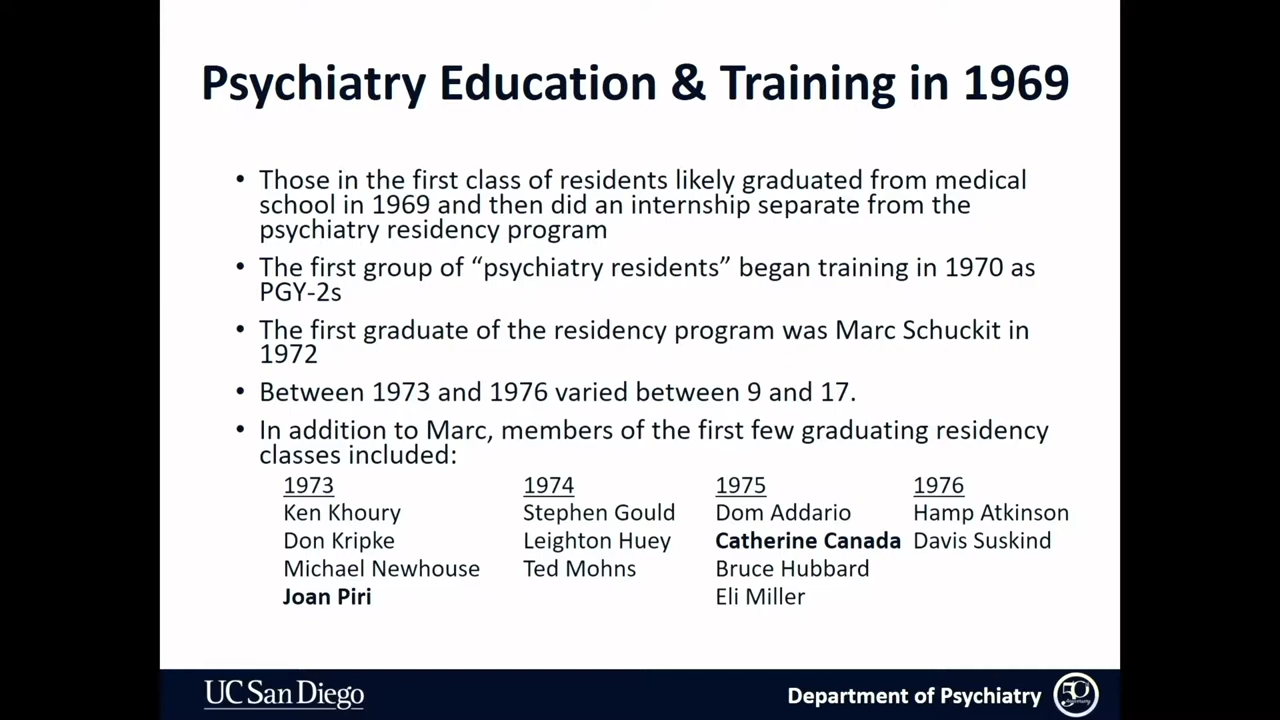 Psychiatry Education & Training in 1969
• Those in the first class of residents likely graduated from medical
school in 1969 and then did an internship separate from the
psychiatry residency program
• The first group of “psychiatry residents” began training in 1970 as
PGY-2s
• The first graduate of the residency program was Marc Schuckit in
1972
• Between 1973 and 1976 varied between 9 and 17.
• In addition to Marc, members of the first few graduating residency
classes included:
1973 1974 1975 1976
Ken Khoury Stephen Gould Dom Addario Hamp Atkinson
Don Kripke Leighton Huey Catherine Canada Davis Suskind
Michael Newhouse Ted Mohns Bruce Hubbard
Joan Piri Eli Miller
UC San Diego Department of Psychiatry 50 Anniversary